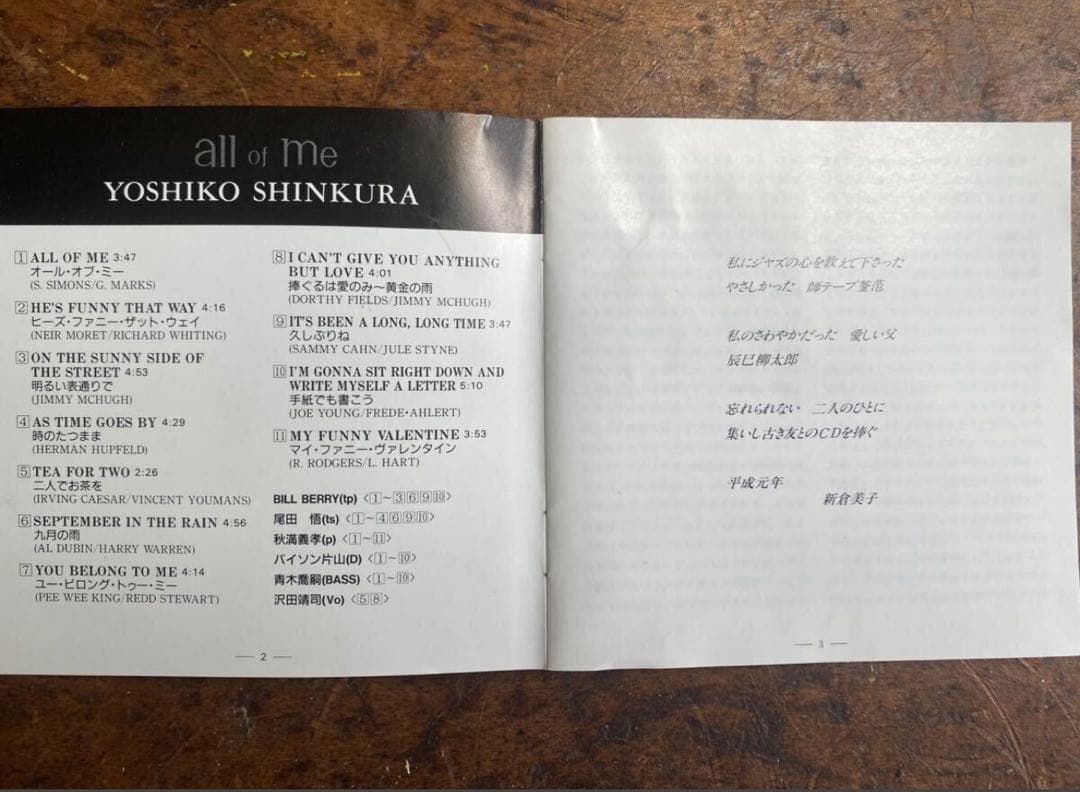 all of me
YOSHIKO SHINKURA
1 ALL OF ME 3:47
オール・オブ・ミー
(S. SIMONS/G. MARKS)
2 HE'S FUNNY THAT WAY 4:16
ヒーズ・ファニー・ザット・ウェイ
(NEIR MORET/RICHARD WHITING)
3 ON THE SUNNY SIDE OF
THE STREET 4:53
明るい表通りで
(JIMMY MCHUGH)
4 AS TIME GOES BY 4:29
時のたつまま
(HERMAN HUPFELD)
5 TEA FOR TWO 2:26
二人でお茶を
(IRVING CAESAR/VINCENT YOUMANS)
6 SEPTEMBER IN THE RAIN 4:56
九月の雨
(AL DUBIN/HARRY WARREN)
7 YOU BELONG TO ME 4:14
ユー・ビロング・トゥー・ミー
(PEE WEE KING/REDD STEWART)
8 I CAN'T GIVE YOU ANYTHING
BUT LOVE 4:01
捧ぐるは愛のみ〜黄金の雨
(DORTHY FIELDS/JIMMY MCHUGH)
9 IT'S BEEN A LONG, LONG TIME 3:47
久しぶりね
(SAMMY CAHN/JULE STYNE)
10 I'M GONNA SIT RIGHT DOWN AND
WRITE MYSELF A LETTER 5:10
手紙でも書こう
(JOE YOUNG/FREDE・AHLERT)
11 MY FUNNY VALENTINE 3:53
マイ・ファニー・ヴァレンタイン
(R. RODGERS/L. HART)
BILL BERRY(tp)〈1〜3 6 9 10〉
尾田 悟(ts)〈1〜4 6 9 10〉
秋満義孝(p)〈1〜11〉
バイソン片山(D)〈1〜10〉
青木喬嗣(BASS)〈1〜10〉
沢田靖司(Vo)〈5 8〉
— 2 —
私にジャズの心を教えて下さった
やさしかった 師テーブ釜萢
私のさわやかだった 愛しい父
辰巳柳太郎
忘れられない 二人のひとに
集いし古き友とのCDを捧ぐ
平成元年
新倉美子
— 3 —